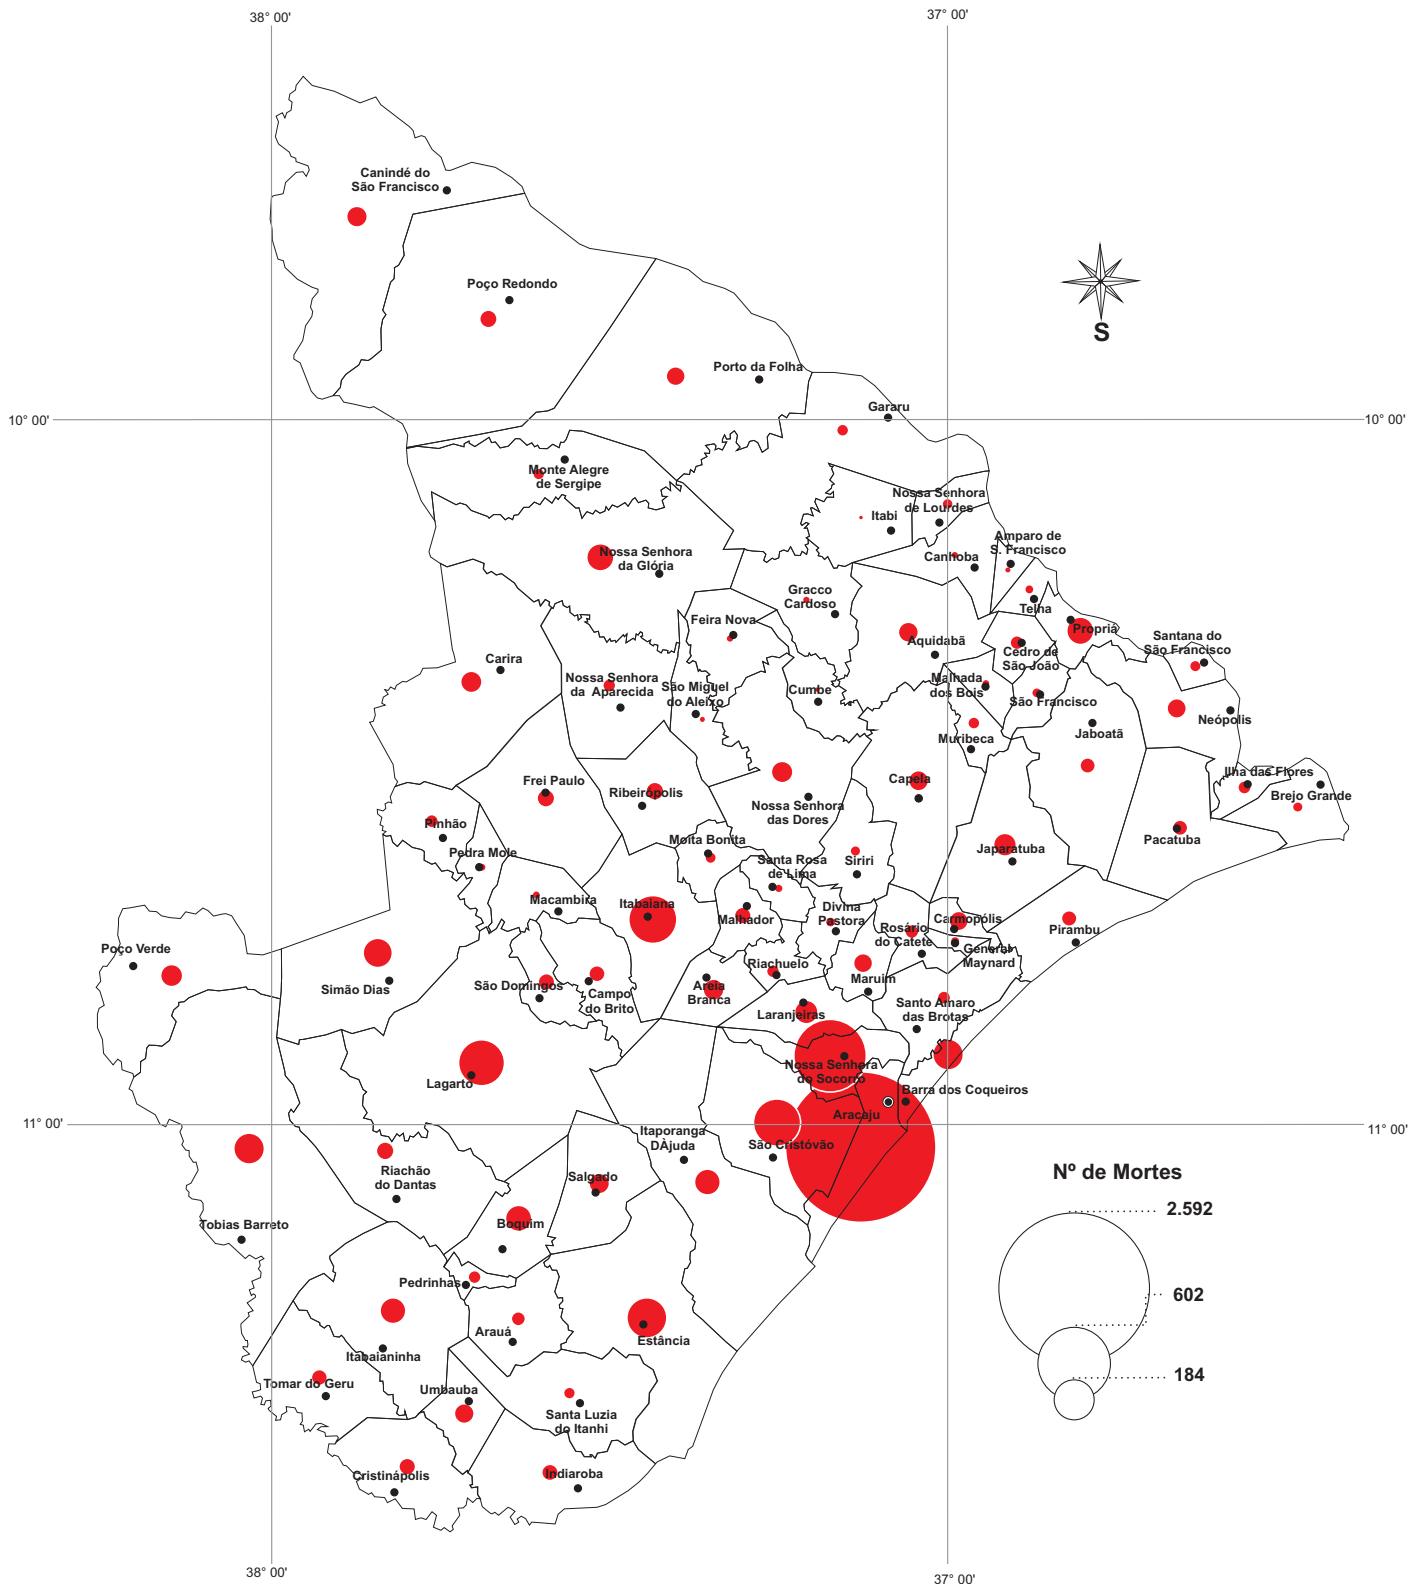 38° 00'
37° 00'
Canindé do
São Francisco
Poço Redondo
S
Porto da Folha
Gararu
10° 00'
10° 00'
Monte Alegre
de Sergipe
Nossa Senhora
de Lourdes
Itabi
Amparo de
S. Francisco
Canhoba
Nossa Senhora
da Glória
Gracco
Cardoso
Telha
Feira Nova
Propriá
Aquidabã
Santana do
São Francisco
Cedro de
São João
Carira
Nossa Senhora
da Aparecida
São Miguel
do Aleixo
Cumbe
Malhada
dos Bois
São Francisco
Neópolis
Jaboatã
Muribeca
Frei Paulo
Ribeirópolis
Capela
Ilha das Flores
Brejo Grande
Nossa Senhora
das Dores
Pinhão
Moita Bonita
Pacatuba
Pedra Mole
Santa Rosa
de Lima
Siriri
Japaratuba
Macambira
Itabaiana
Malhador
Divina
Pastora
Carmopólis
Rosário
do Catete
Pirambu
General
Maynard
Poço Verde
Simão Dias
São Domingos
Campo
do Brito
Areia
Branca
Riachuelo
Maruim
Santo Amaro
das Brotas
Laranjeiras
Nossa Senhora
do Socorro
Lagarto
Barra dos Coqueiros
Aracaju
11° 00'
11° 00'
Itaporanga
DÀjuda
São Cristóvão
Riachão
do Dantas
Salgado
Nº de Mortes
2.592
Tobias Barreto
Boquim
Pedrinhas
602
Arauá
Estância
Itabaianinha
184
Tomar do Geru
Umbauba
Santa Luzia
do Itanhi
Cristinápolis
Indiaroba
38° 00'
37° 00'